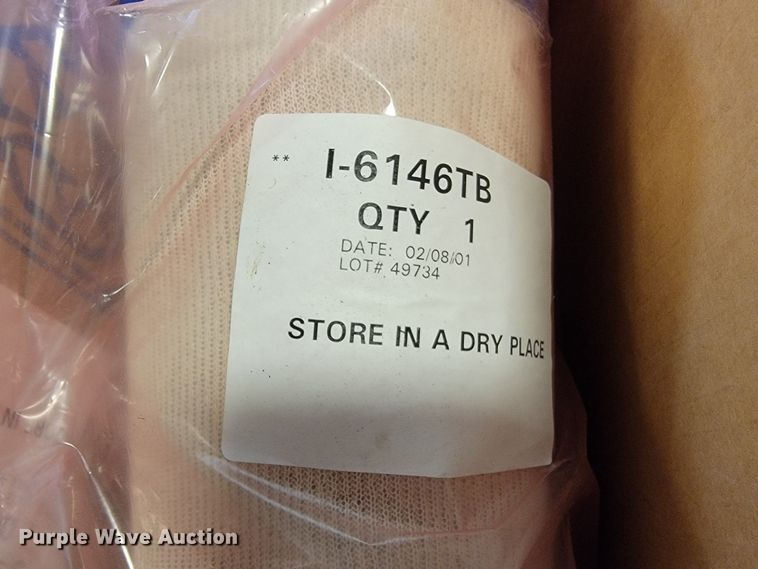 ** I-6146TB
QTY 1
DATE: 02/08/01
LOT# 49734
STORE IN A DRY PLACE
Purple Wave Auction